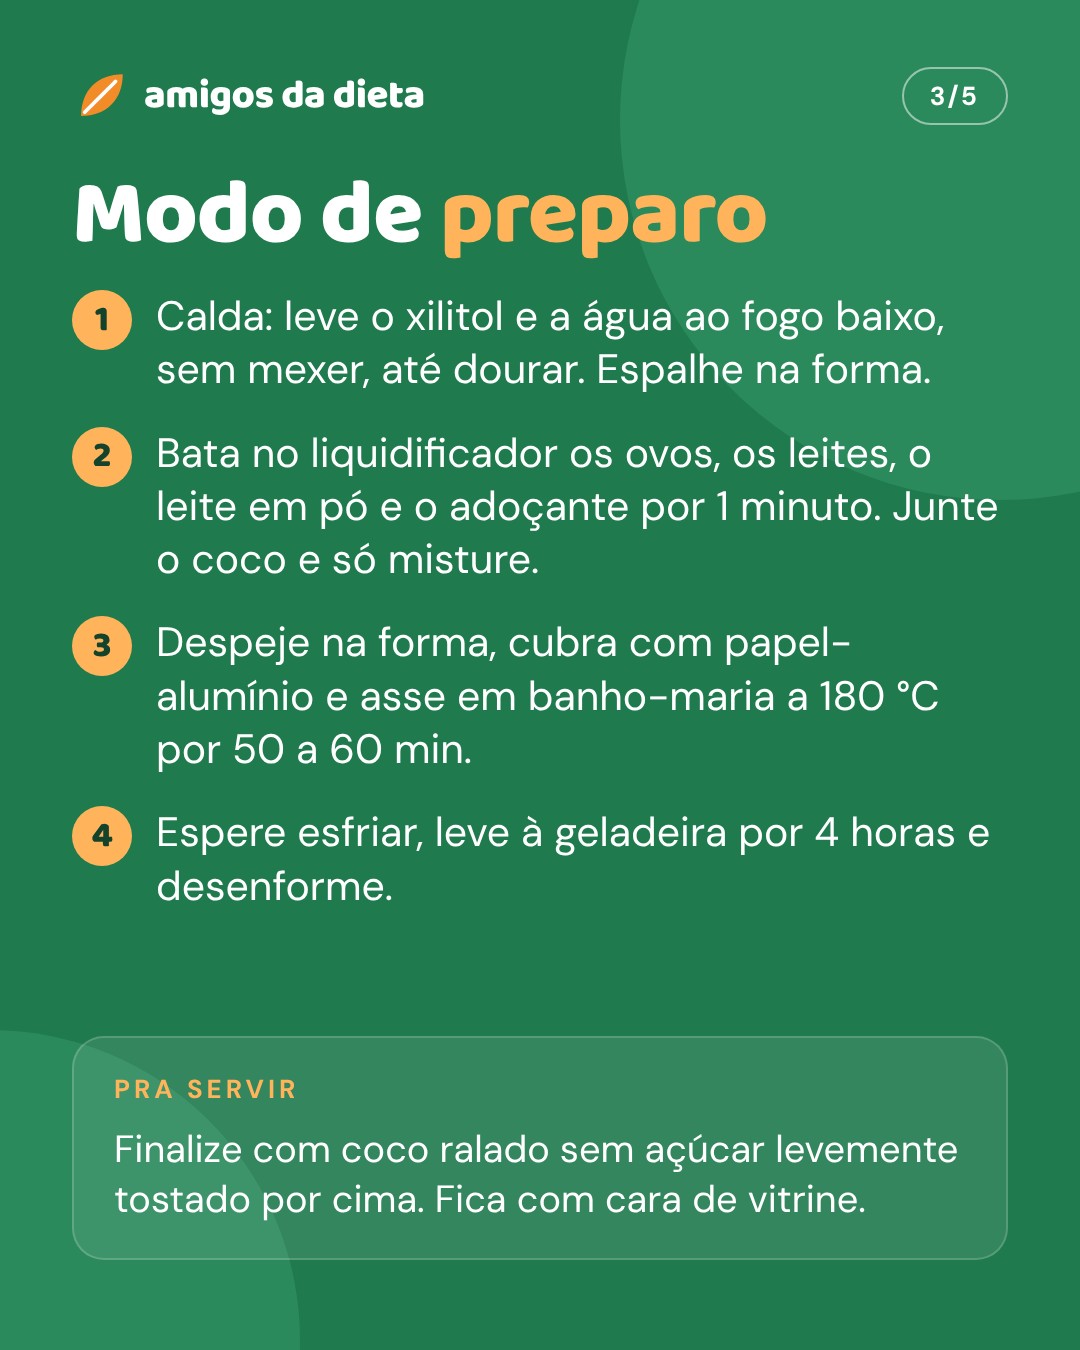 amigos da dieta
3/5
Modo de preparo
1 Calda: leve o xilitol e a água ao fogo baixo,
sem mexer, até dourar. Espalhe na forma.
2 Bata no liquidificador os ovos, os leites, o
leite em pó e o adoçante por 1 minuto. Junte
o coco e só misture.
3 Despeje na forma, cubra com papel-
alumínio e asse em banho-maria a 180 °C
por 50 a 60 min.
4 Espere esfriar, leve à geladeira por 4 horas e
desenforme.
PRA SERVIR
Finalize com coco ralado sem açúcar levemente
tostado por cima. Fica com cara de vitrine.